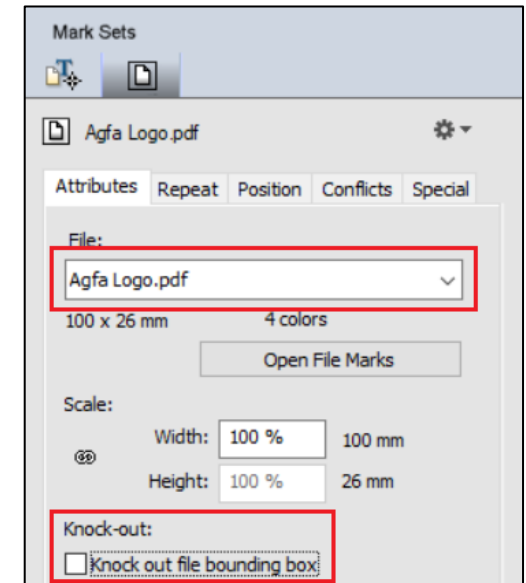 Mark Sets
Agfa Logo.pdf
Attributes Repeat Position Conflicts Special
File:
Agfa Logo.pdf
100 x 26 mm 4 colors
Open File Marks
Scale:
Width: 100 % 100 mm
Height: 100 % 26 mm
Knock-out:
Knock out file bounding box